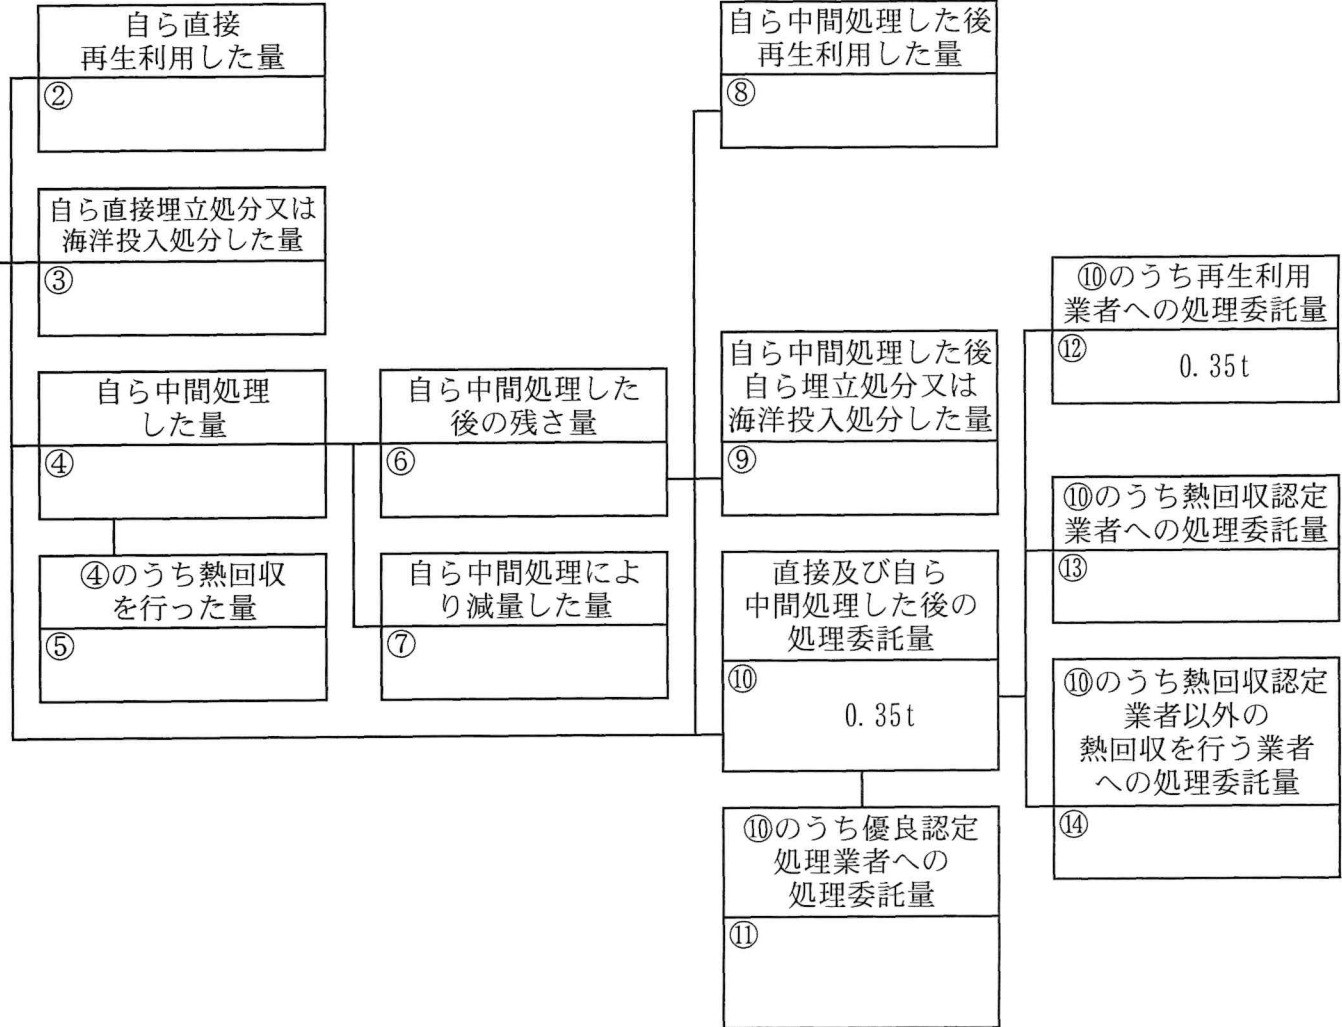 自ら直接
再生利用した量
②
自ら直接埋立処分又は
海洋投入処分した量
③
自ら中間処理
した量
④
④のうち熱回収
を行った量
⑤
自ら中間処理した
後の残さ量
⑥
自ら中間処理によ
り減量した量
⑦
自ら中間処理した後
再生利用した量
⑧
自ら中間処理した後
自ら埋立処分又は
海洋投入処分した量
⑨
直接及び自ら
中間処理した後の
処理委託量
⑩
0.35t
⑩のうち優良認定
処理業者への
処理委託量
⑪
⑩のうち再生利用
業者への処理委託量
⑫
0.35t
⑩のうち熱回収認定
業者への処理委託量
⑬
⑩のうち熱回収認定
業者以外の
熱回収を行う業者
への処理委託量
⑭